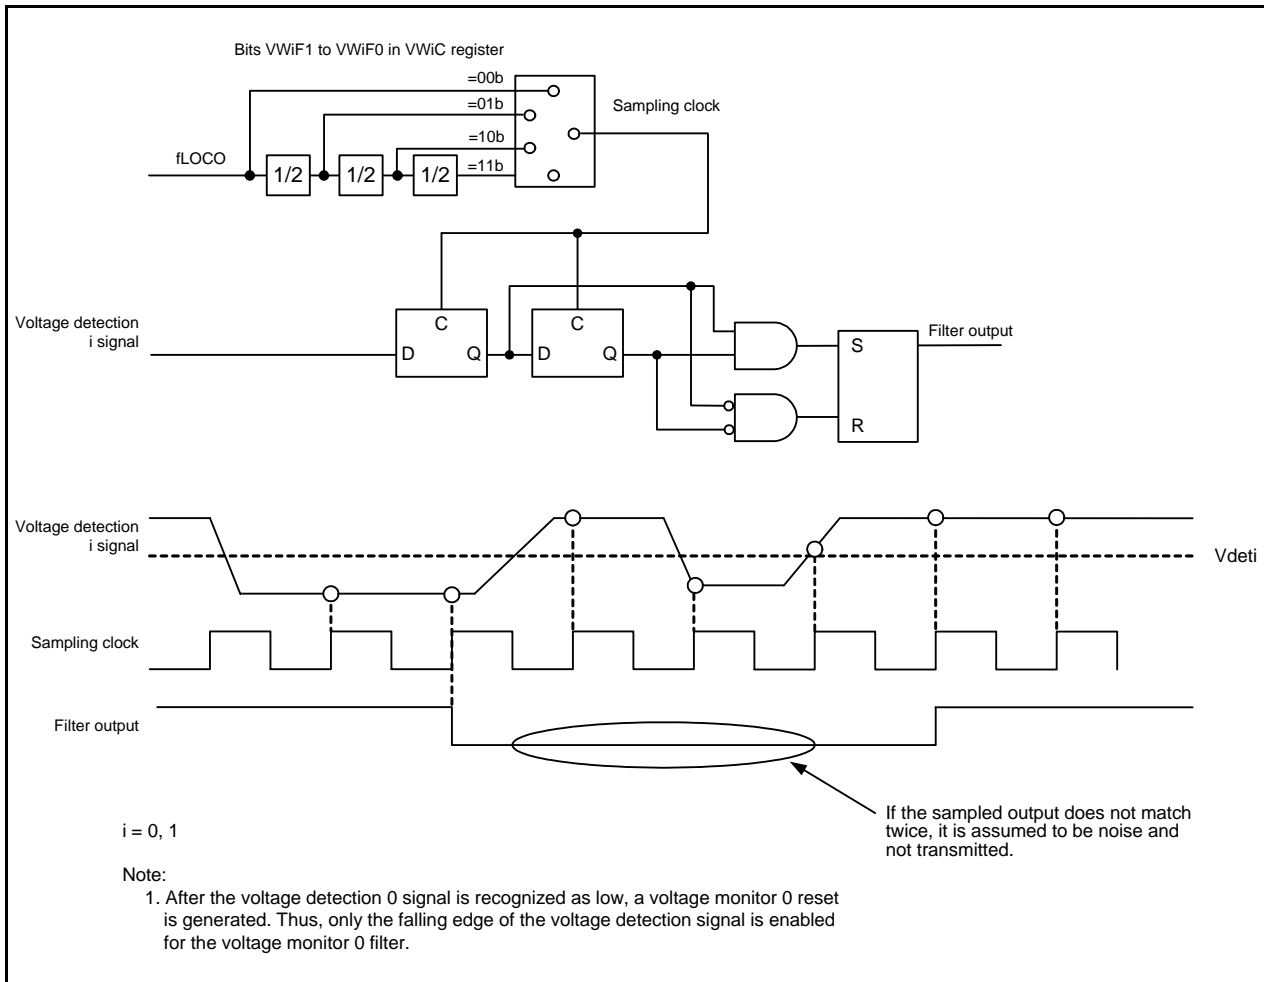 Bits VWiF1 to VWiF0 in VWiC register
=00b
=01b
Sampling clock
=10b
fLOCO
1/2
1/2
1/2
=11b
Voltage detection
i signal
C
D
Q
C
D
Q
S
R
Filter output
Voltage detection
i signal
Vdeti
Sampling clock
Filter output
If the sampled output does not match
twice, it is assumed to be noise and
not transmitted.
i = 0, 1
Note:
1. After the voltage detection 0 signal is recognized as low, a voltage monitor 0 reset
is generated. Thus, only the falling edge of the voltage detection signal is enabled
for the voltage monitor 0 filter.